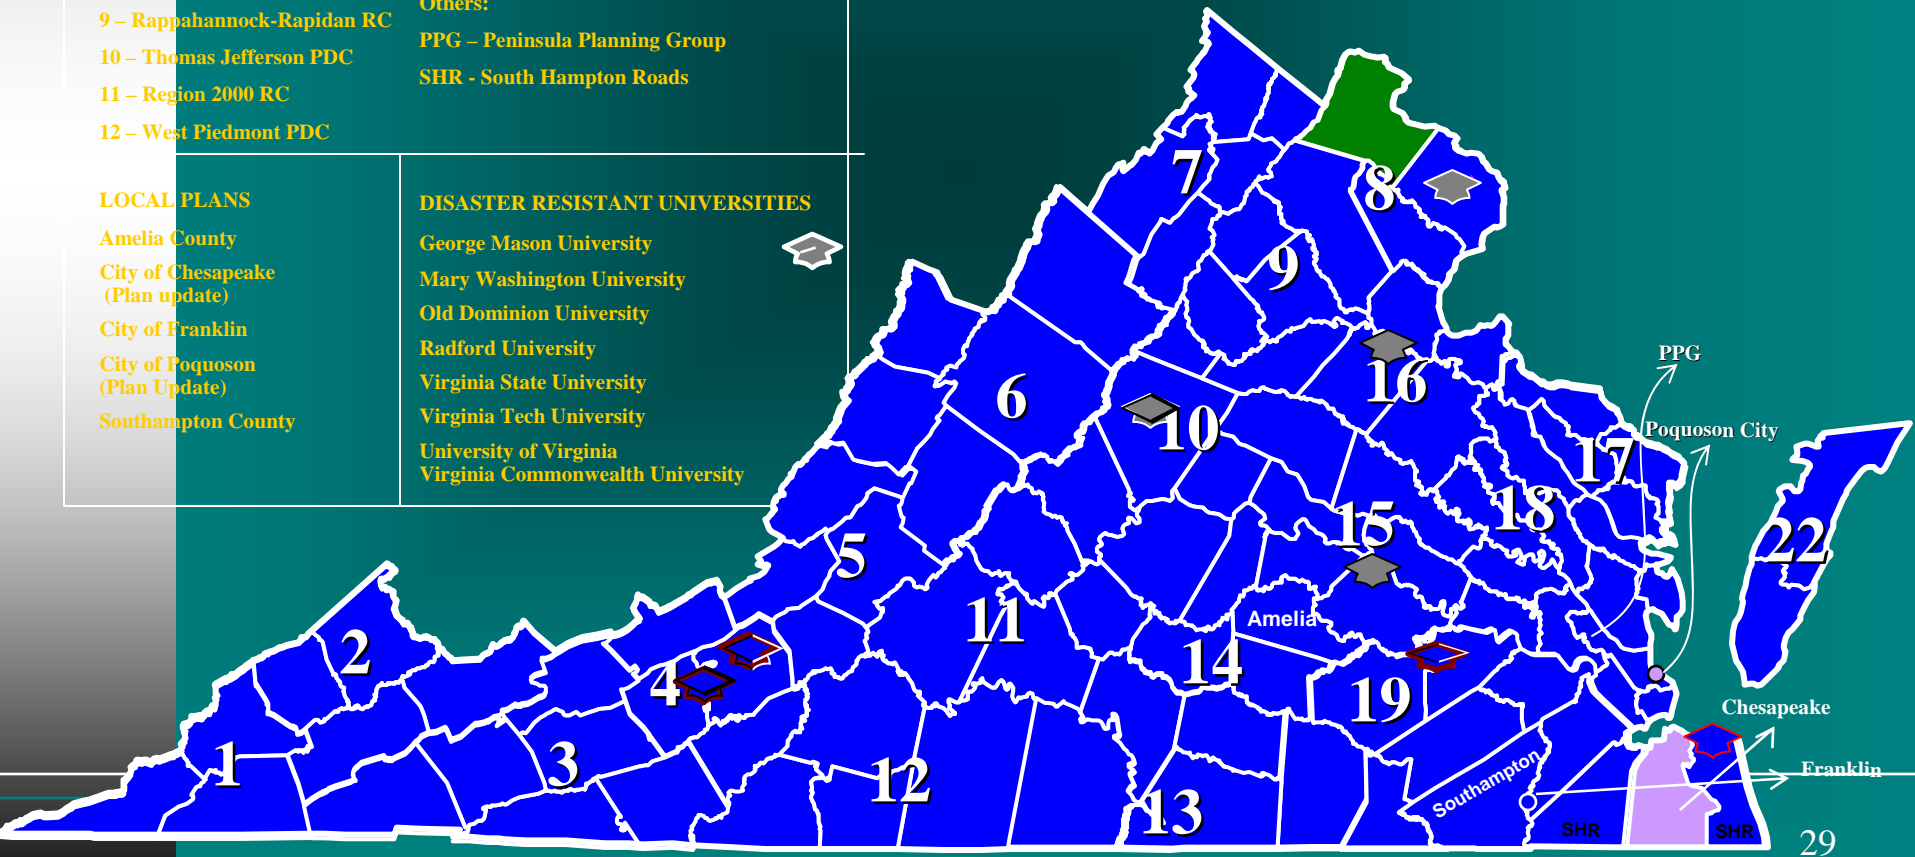 9 – Rappahannock-Rapidan RC
10 – Thomas Jefferson PDC
11 – Region 2000 RC
12 – West Piedmont PDC
Others:
PPG – Peninsula Planning Group
SHR - South Hampton Roads
LOCAL PLANS
Amelia County
City of Chesapeake
(Plan update)
City of Franklin
City of Poquoson
(Plan Update)
Southampton County
DISASTER RESISTANT UNIVERSITIES
George Mason University
Mary Washington University
Old Dominion University
Radford University
Virginia State University
Virginia Tech University
University of Virginia
Virginia Commonwealth University
7
8
9
6
16
10
PPG
Poquoson City
17
18
15
22
5
11
Amelia
2
14
4
19
Chesapeake
1
3
12
13
Southampton
Franklin
SHR
SHR
29